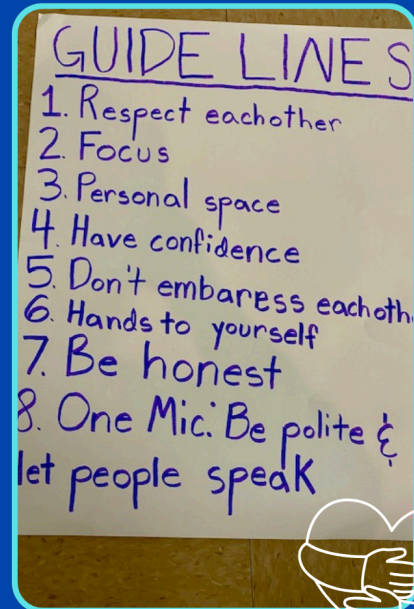 GUIDE LINES
1. Respect eachother
2. Focus
3. Personal space
4. Have confidence
5. Don't embaress eachoth
6. Hands to yourself
7. Be honest
8. One Mic: Be polite &
let people speak